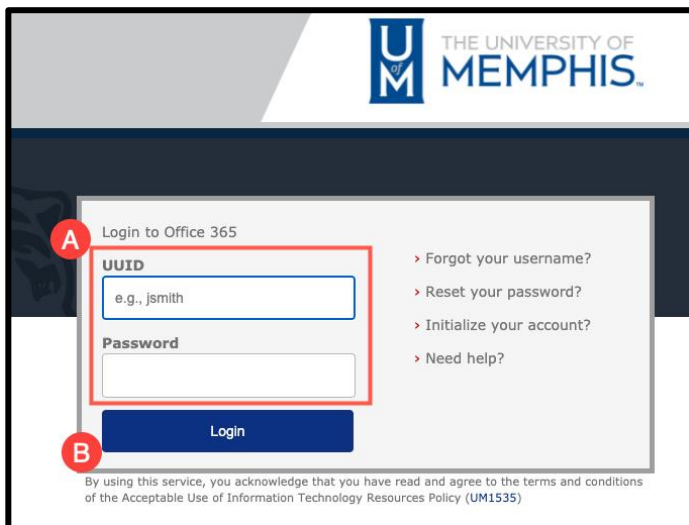 U
of
M
THE UNIVERSITY OF
MEMPHIS™
A
Login to Office 365
UUID
e.g., jsmith
Password
Login
B
› Forgot your username?
› Reset your password?
› Initialize your account?
› Need help?
By using this service, you acknowledge that you have read and agree to the terms and conditions
of the Acceptable Use of Information Technology Resources Policy (UM1535)